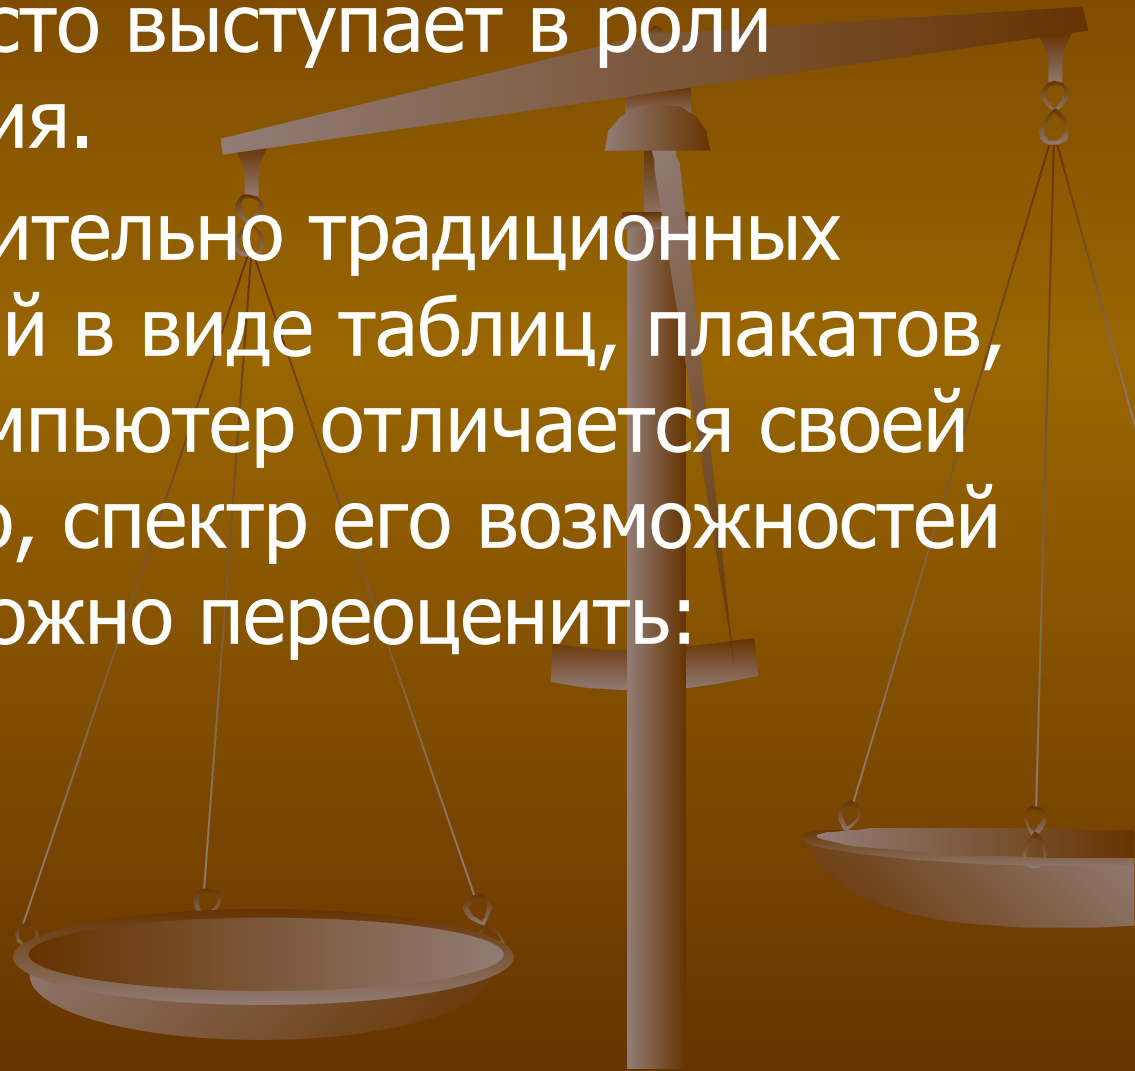 сто выступает в роли
ия.
ительно традиционных
й в виде таблиц, плакатов,
мпьютер отличается своей
о, спектр его возможностей
ожно переоценить: